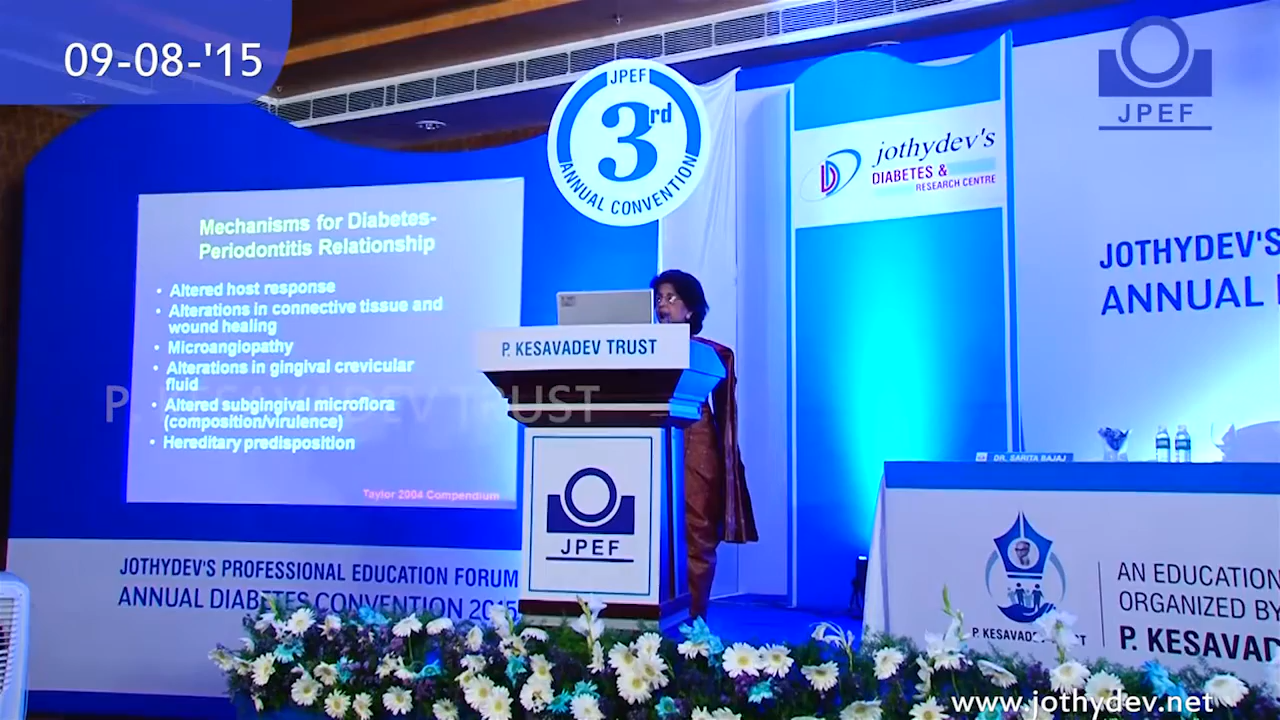 09-08-'15
JPEF
3rd
ANNUAL CONVENTION
jothydev's
DIABETES &
RESEARCH CENTRE
JPEF
JOTHYDEV'S
ANNUAL
Mechanisms for Diabetes-
Periodontitis Relationship
• Altered host response
• Alterations in connective tissue and
wound healing
• Microangiopathy
• Alterations in gingival crevicular
fluid
• Altered subgingival microflora
(composition/virulence)
• Hereditary predisposition
Taylor 2004 Compendium
P. KESAVADEV TRUST
P. KESAVADEV TRUST
JPEF
DR. SARITA BAJAJ
JOTHYDEV'S PROFESSIONAL EDUCATION FORUM
ANNUAL DIABETES CONVENTION 2015
P. KESAVADEV TRUST
AN EDUCATION
ORGANIZED BY
P. KESAVAD
www.jothydev.net